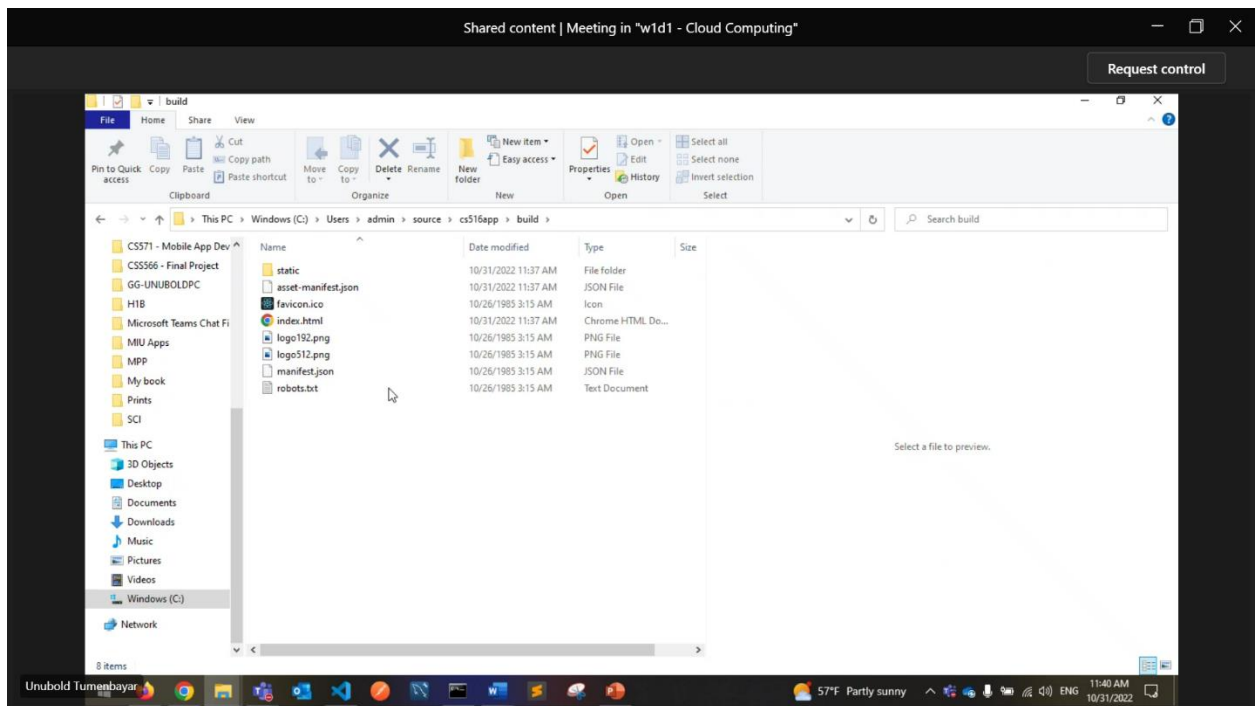 Shared content | Meeting in "w1d1 - Cloud Computing"
Request control
build
File Home Share View
Pin to Quick access
Copy
Paste
Cut
Copy path
Paste shortcut
Move to
Copy to
Delete
Rename
New folder
New item
Easy access
Properties
Open
Edit
History
Select all
Select none
Invert selection
Clipboard Organize New Open Select
This PC > Windows (C:) > Users > admin > source > cs516app > build >
Search build
Name Date modified Type Size
static 10/31/2022 11:37 AM File folder
asset-manifest.json 10/31/2022 11:37 AM JSON File
favicon.ico 10/26/1985 3:15 AM Icon
index.html 10/31/2022 11:37 AM Chrome HTML Do...
logo192.png 10/26/1985 3:15 AM PNG File
logo512.png 10/26/1985 3:15 AM PNG File
manifest.json 10/26/1985 3:15 AM JSON File
robots.txt 10/26/1985 3:15 AM Text Document
CS571 - Mobile App Dev
CSS566 - Final Project
GG-UNUBOLDPC
H1B
Microsoft Teams Chat Fi
MIU Apps
MPP
My book
Prints
SCI
This PC
3D Objects
Desktop
Documents
Downloads
Music
Pictures
Videos
Windows (C:)
Network
Select a file to preview.
8 items
Unubold Tumenbayar
57°F Partly sunny
ENG
11:40 AM
10/31/2022